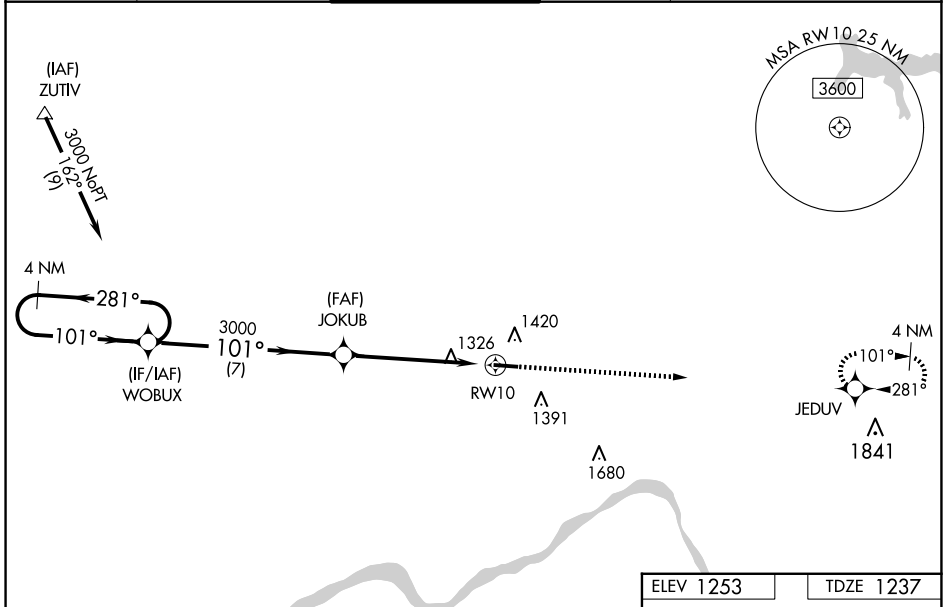 MSA RW10 25 NM
3600
(IAF)
ZUTIV
3000 NoPT
162°
(9)
4 NM
281°
101°
(IF/IAF)
WOBUX
3000
101°
(7)
(FAF)
JOKUB
1326
1420
RW10
1391
1680
4 NM
101°
281°
JEDUV
1841
ELEV 1253
TDZE 1237